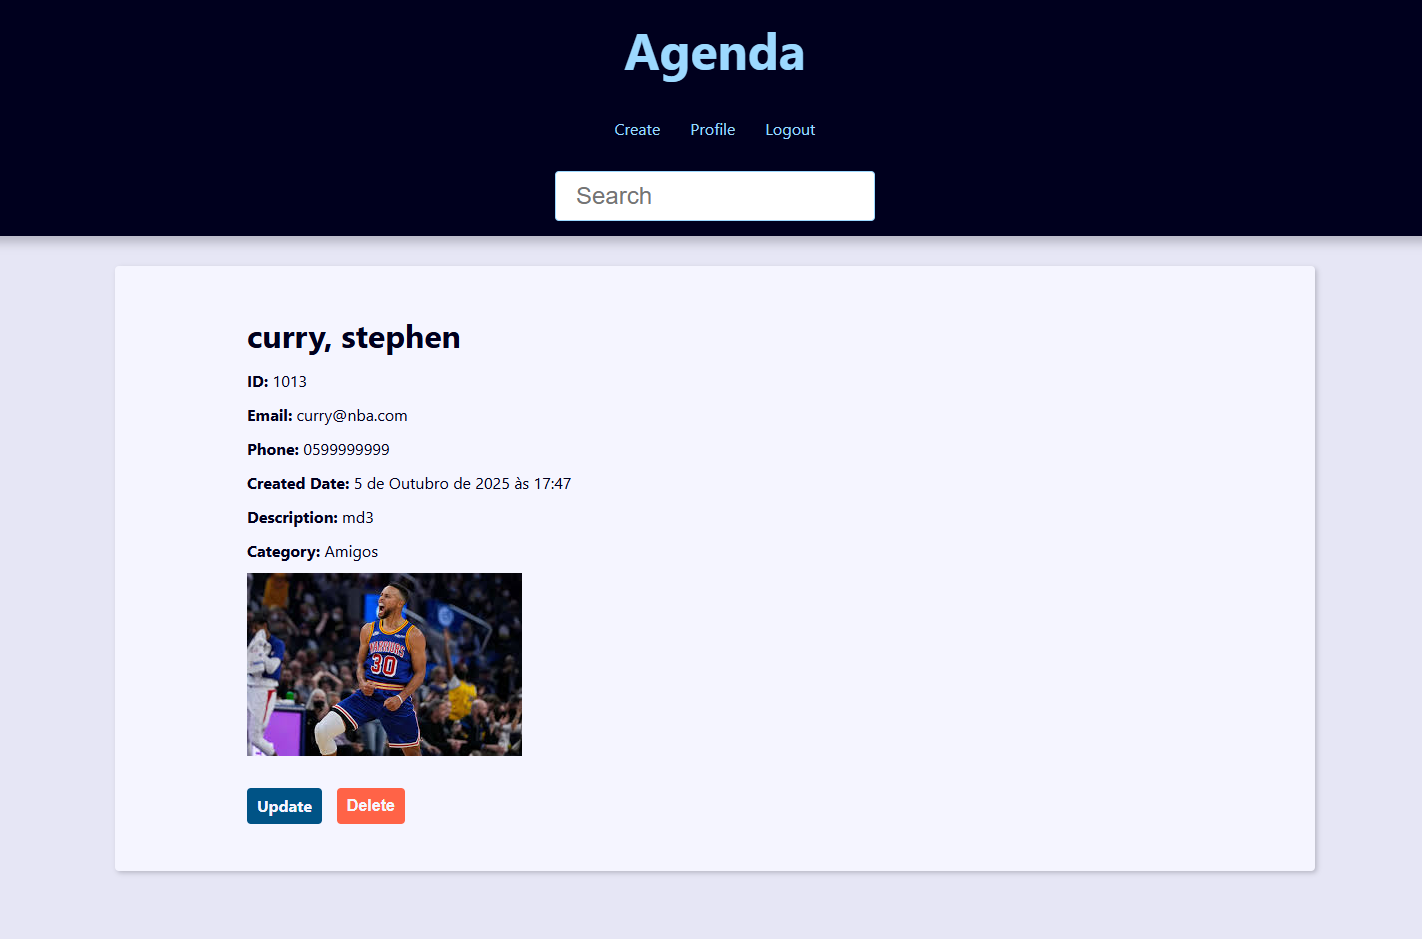 Agenda
Create Profile Logout
Search
curry, stephen
ID: 1013
Email: curry@nba.com
Phone: 0599999999
Created Date: 5 de Outubro de 2025 às 17:47
Description: md3
Category: Amigos
WARRIORS
30
Update Delete